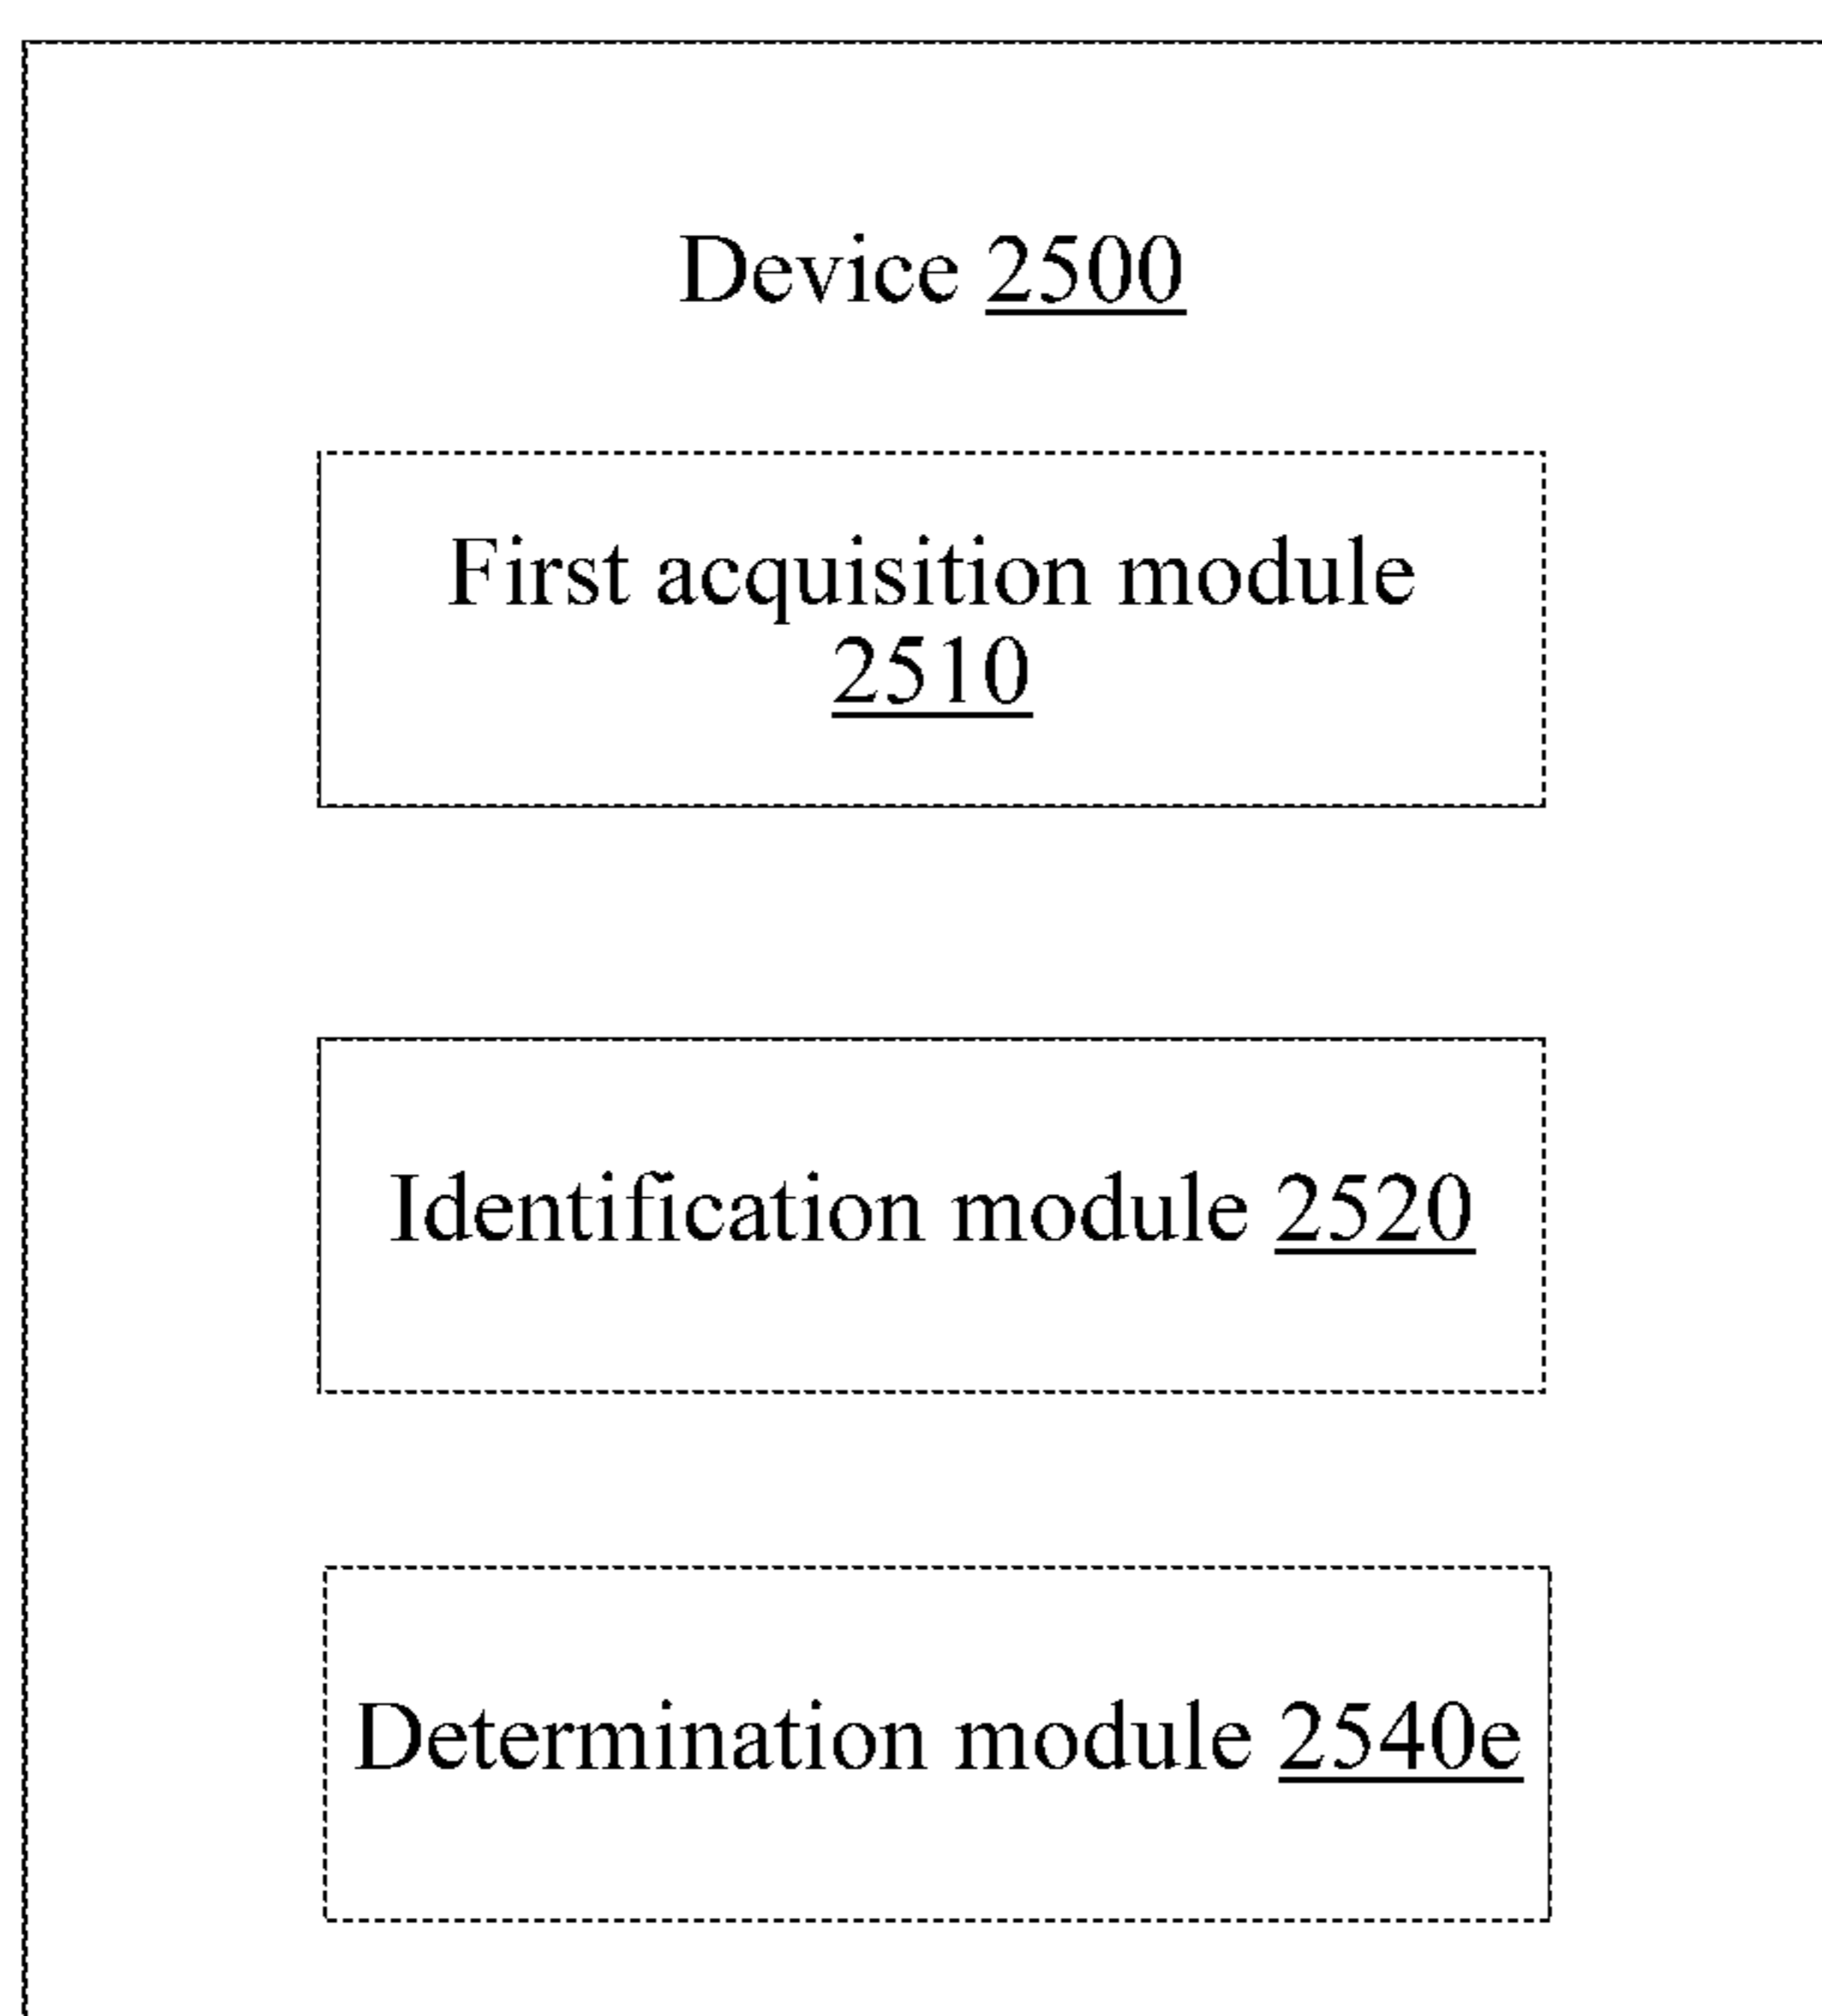 Device 2500
First acquisition module
2510
Identification module 2520
Determination module 2540e